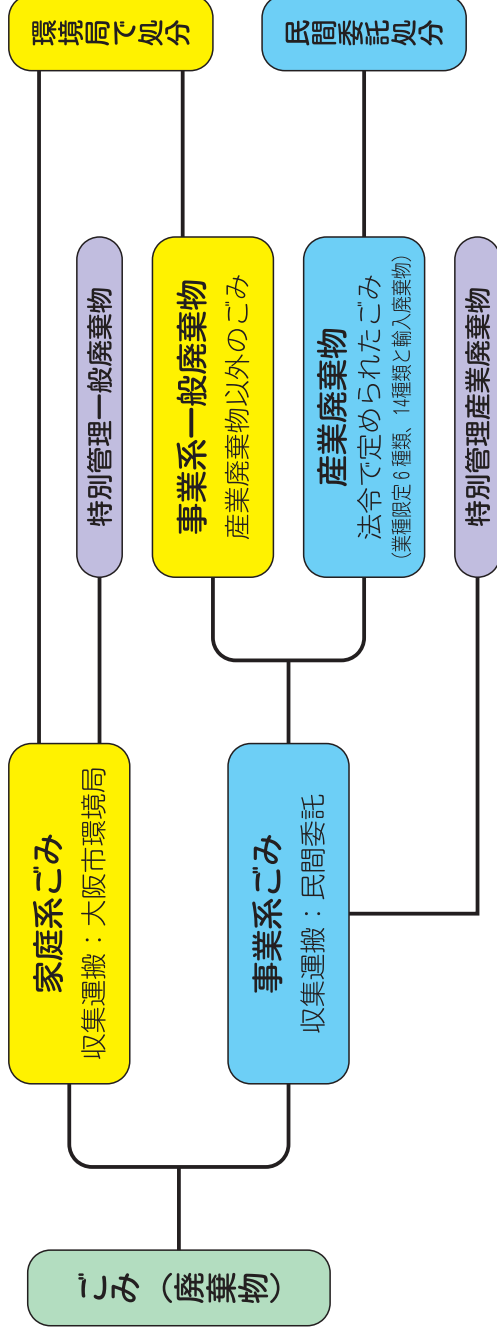 ごみ（廃棄物）
家庭系ごみ
収集運搬：大阪市環境局
事業系ごみ
収集運搬：民間委託
特別管理一般廃棄物
事業系一般廃棄物
産業廃棄物以外のごみ
産業廃棄物
法令で定められたごみ
（業種限定6種類、14種類と輸入廃棄物）
特別管理産業廃棄物
環境局で処分
民間委託処分